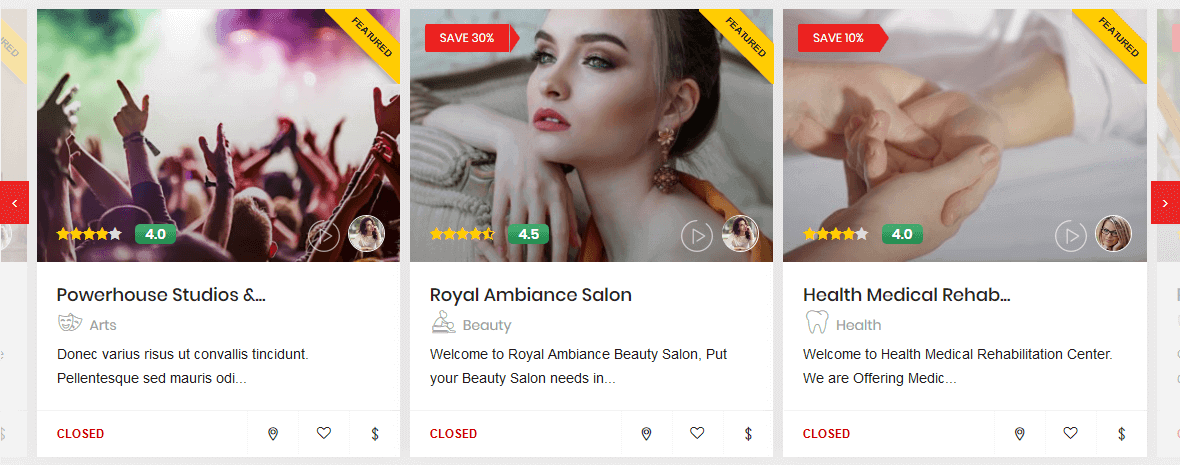 FEATURED
4.0
Powerhouse Studios &...
Arts
Donec varius risus ut convallis tincidunt.
Pellentesque sed mauris odi...
CLOSED
$
SAVE 30%
FEATURED
4.5
Royal Ambiance Salon
Beauty
Welcome to Royal Ambiance Beauty Salon, Put
your Beauty Salon needs in...
CLOSED
$
SAVE 10%
FEATURED
4.0
Health Medical Rehab...
Health
Welcome to Health Medical Rehabilitation Center.
We are Offering Medic...
CLOSED
$